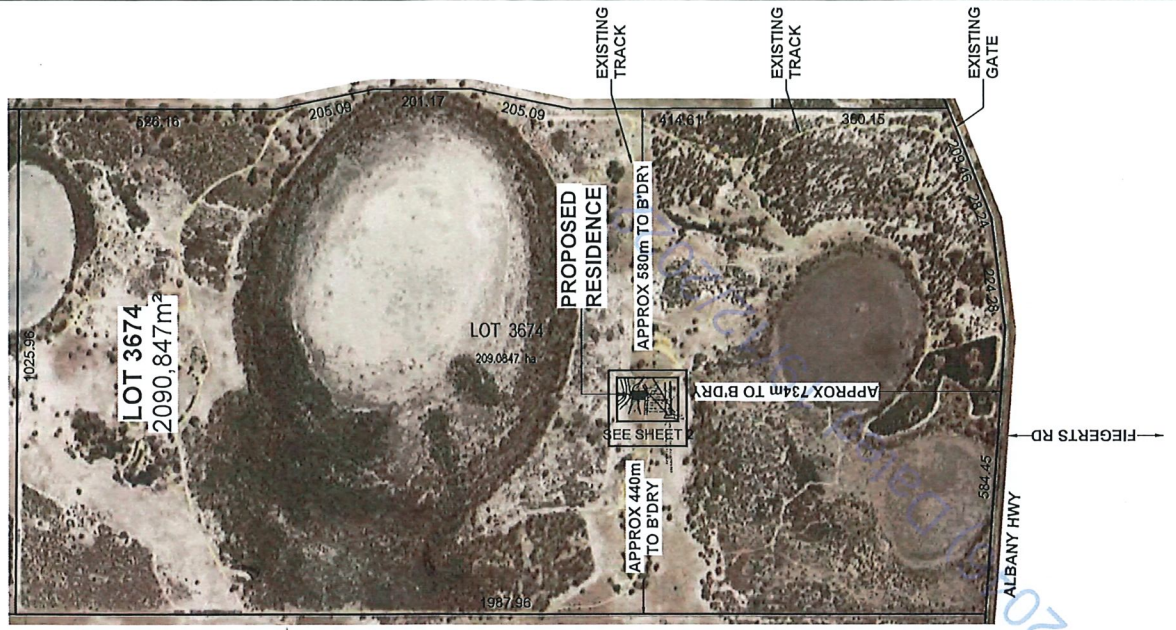 EXISTING
TRACK
EXISTING
TRACK
EXISTING
GATE
526.16
205.09
201.17
205.09
414.61
360.15
28.24
PROPOSED
RESIDENCE
APPROX 580m TO B'DRY
LOT 3674
2090,847m²
1025.96
LOT 3674
209.0847 ha
SEE SHEET
APPROX 734m TO B'DRY
APPROX 440m
TO B'DRY
1987.96
584.45
ALBANY HWY
FIEGERTS RD